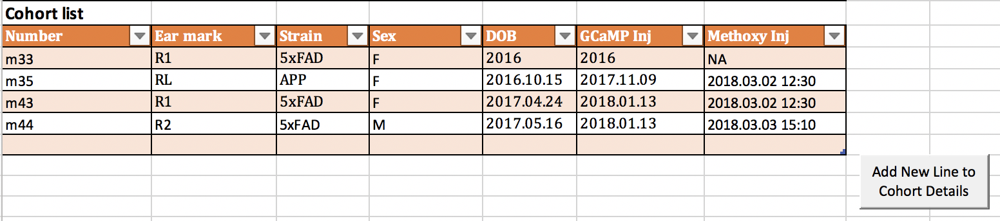 Cohort list
Number Ear mark Strain Sex DOB GCaMP Inj Methoxy Inj
m33 R1 5xFAD F 2016 2016 NA
m35 RL APP F 2016.10.15 2017.11.09 2018.03.02 12:30
m43 R1 5xFAD F 2017.04.24 2018.01.13 2018.03.02 12:30
m44 R2 5xFAD M 2017.05.16 2018.01.13 2018.03.03 15:10
Add New Line to
Cohort Details